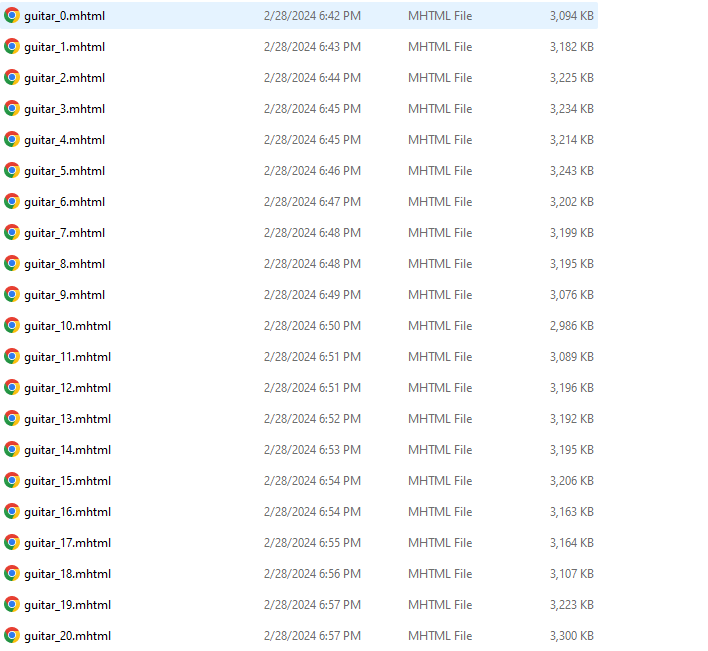 guitar_0.mhtml 2/28/2024 6:42 PM MHTML File 3,094 KB
guitar_1.mhtml 2/28/2024 6:43 PM MHTML File 3,182 KB
guitar_2.mhtml 2/28/2024 6:44 PM MHTML File 3,225 KB
guitar_3.mhtml 2/28/2024 6:45 PM MHTML File 3,234 KB
guitar_4.mhtml 2/28/2024 6:45 PM MHTML File 3,214 KB
guitar_5.mhtml 2/28/2024 6:46 PM MHTML File 3,243 KB
guitar_6.mhtml 2/28/2024 6:47 PM MHTML File 3,202 KB
guitar_7.mhtml 2/28/2024 6:48 PM MHTML File 3,199 KB
guitar_8.mhtml 2/28/2024 6:48 PM MHTML File 3,195 KB
guitar_9.mhtml 2/28/2024 6:49 PM MHTML File 3,076 KB
guitar_10.mhtml 2/28/2024 6:50 PM MHTML File 2,986 KB
guitar_11.mhtml 2/28/2024 6:51 PM MHTML File 3,089 KB
guitar_12.mhtml 2/28/2024 6:51 PM MHTML File 3,196 KB
guitar_13.mhtml 2/28/2024 6:52 PM MHTML File 3,192 KB
guitar_14.mhtml 2/28/2024 6:53 PM MHTML File 3,195 KB
guitar_15.mhtml 2/28/2024 6:54 PM MHTML File 3,206 KB
guitar_16.mhtml 2/28/2024 6:54 PM MHTML File 3,163 KB
guitar_17.mhtml 2/28/2024 6:55 PM MHTML File 3,164 KB
guitar_18.mhtml 2/28/2024 6:56 PM MHTML File 3,107 KB
guitar_19.mhtml 2/28/2024 6:57 PM MHTML File 3,223 KB
guitar_20.mhtml 2/28/2024 6:57 PM MHTML File 3,300 KB